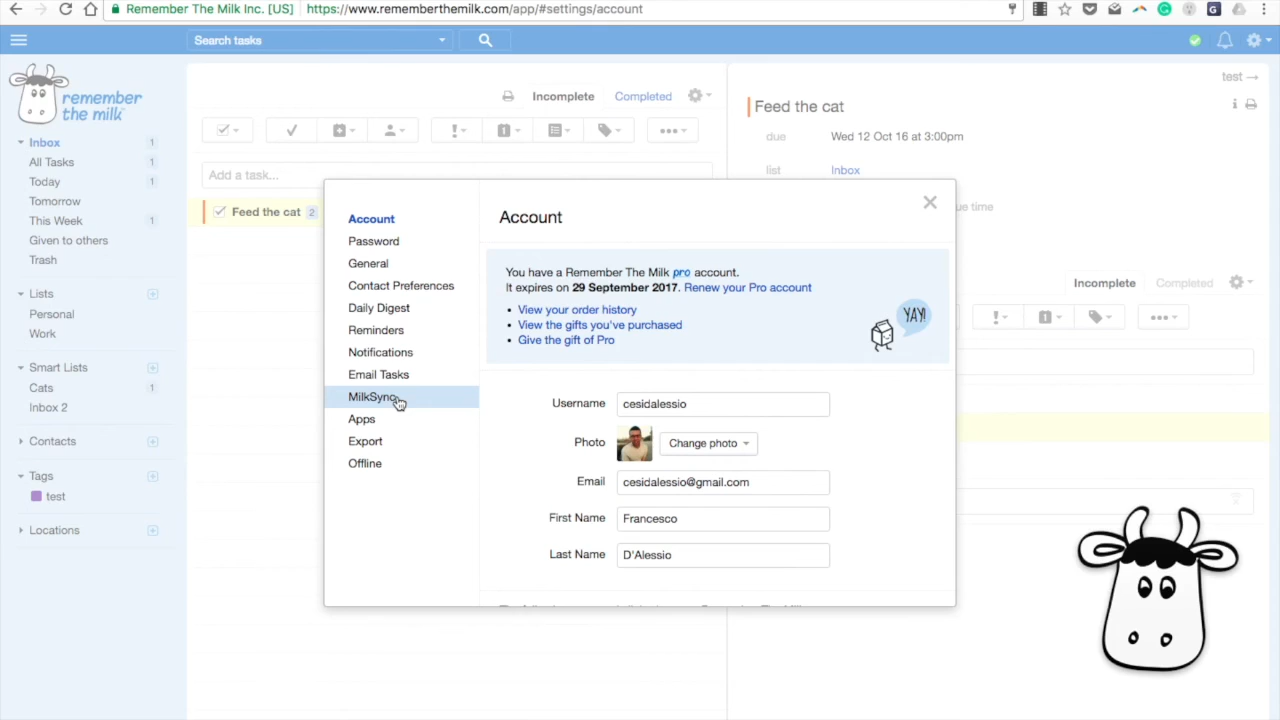 Remember The Milk Inc. [US]
https://www.rememberthemilk.com/app/#settings/account
Search tasks
remember
the milk
Inbox 1
All Tasks 1
Today 1
Tomorrow
This Week 1
Given to others
Trash
Lists
Personal
Work
Smart Lists
Cats 1
Inbox 2
Contacts
Tags
test
Locations
Incomplete
Completed
Add a task...
Feed the cat 2
test →
Feed the cat
due Wed 12 Oct 16 at 3:00pm
list Inbox
ue time
Incomplete
Completed
Account
Password
General
Contact Preferences
Daily Digest
Reminders
Notifications
Email Tasks
MilkSync
Apps
Export
Offline
Account
You have a Remember The Milk pro account.
It expires on 29 September 2017. Renew your Pro account
• View your order history
• View the gifts you've purchased
• Give the gift of Pro
YAY!
Username cesidalessio
Photo Change photo
Email cesidalessio@gmail.com
First Name Francesco
Last Name D'Alessio